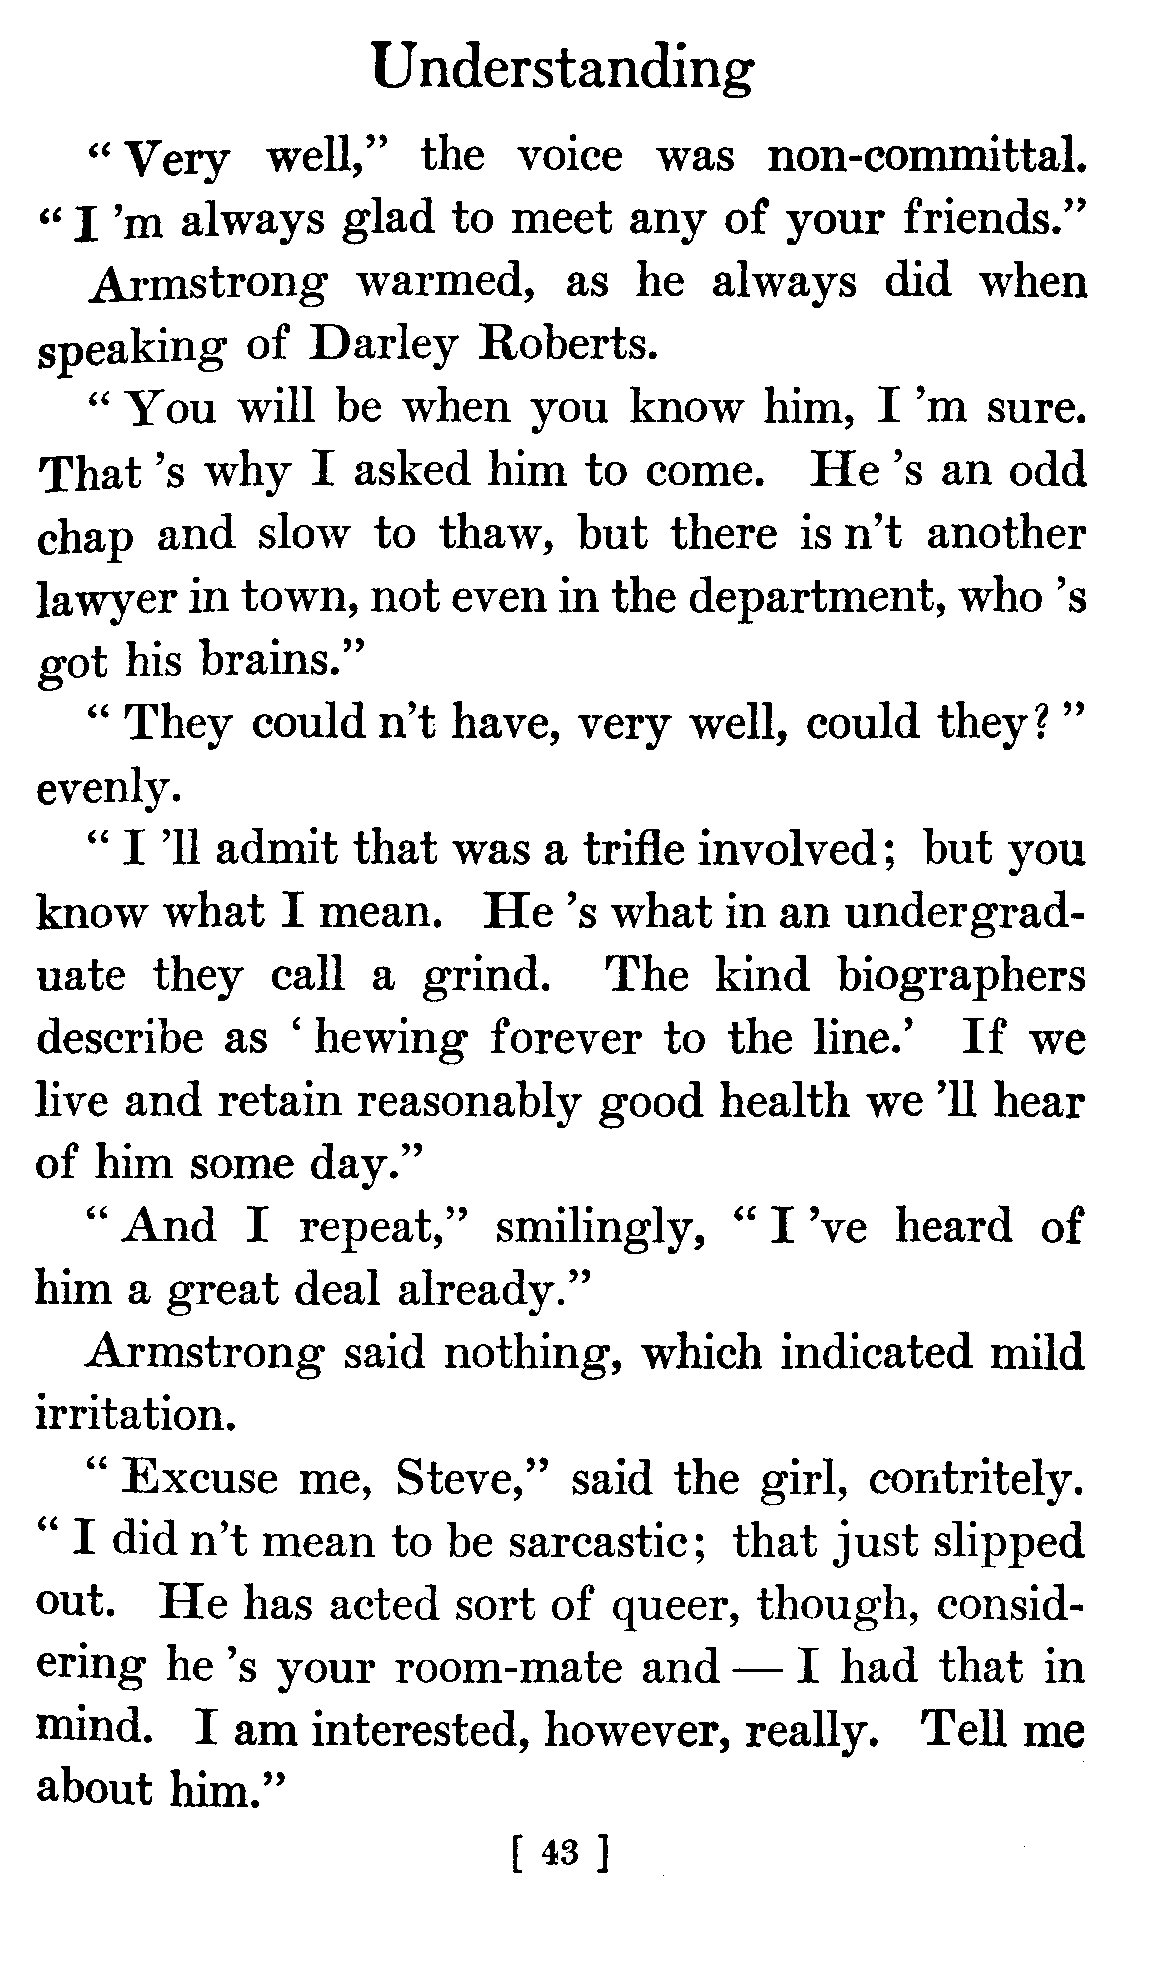 Understanding
“ Very well,” the voice was non-committal.
“ I ’m always glad to meet any of your friends.”
Armstrong warmed, as he always did when
speaking of Darley Roberts.
“ You will be when you know him, I ’m sure.
That ’s why I asked him to come. He ’s an odd
chap and slow to thaw, but there is n’t another
lawyer in town, not even in the department, who ’s
got his brains.”
“ They could n’t have, very well, could they? ”
evenly.
“ I ’ll admit that was a trifle involved; but you
know what I mean. He ’s what in an undergrad-
uate they call a grind. The kind biographers
describe as ‘ hewing forever to the line.’ If we
live and retain reasonably good health we ’ll hear
of him some day.”
“ And I repeat,” smilingly, “ I ’ve heard of
him a great deal already.”
Armstrong said nothing, which indicated mild
irritation.
“ Excuse me, Steve,” said the girl, contritely.
“ I did n’t mean to be sarcastic; that just slipped
out. He has acted sort of queer, though, consid-
ering he ’s your room-mate and — I had that in
mind. I am interested, however, really. Tell me
about him.”
[ 43 ]